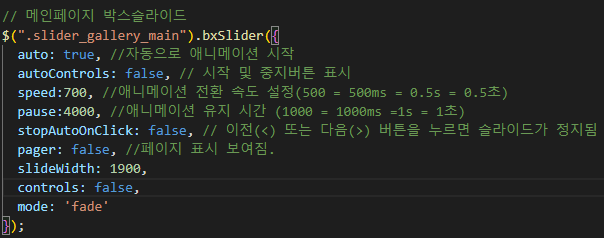 // 메인페이지 박스슬라이드
$(".slider_gallery_main").bxSlider({
auto: true, //자동으로 애니메이션 시작
autoControls: false, // 시작 및 중지버튼 표시
speed:700, //애니메이션 전환 속도 설정(500 = 500ms = 0.5s = 0.5초)
pause:4000, //애니메이션 유지 시간 (1000 = 1000ms =1s = 1초)
stopAutoOnClick: false, // 이전(<) 또는 다음(>) 버튼을 누르면 슬라이드가 정지됨
pager: false, //페이지 표시 보여짐.
slideWidth: 1900,
controls: false,
mode: 'fade'
});